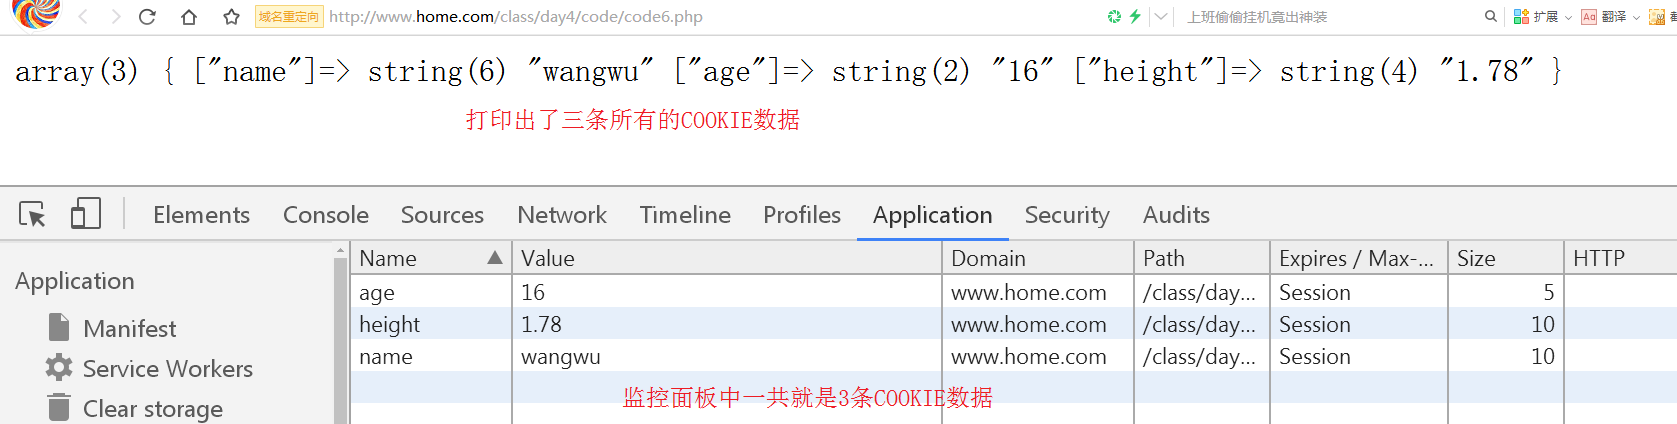 域名重定向 http://www.home.com/class/day4/code/code6.php 上班偷偷挂机竟出神装 扩展 Aa 翻译
array(3) { ["name"]=> string(6) "wangwu" ["age"]=> string(2) "16" ["height"]=> string(4) "1.78" }
打印出了三条所有的COOKIE数据
Elements Console Sources Network Timeline Profiles Application Security Audits
Name Value Domain Path Expires / Max-... Size HTTP
Application
age 16 www.home.com /class/day... Session 5
Manifest
height 1.78 www.home.com /class/day... Session 10
Service Workers
name wangwu www.home.com /class/day... Session 10
Clear storage
监控面板中一共就是3条COOKIE数据